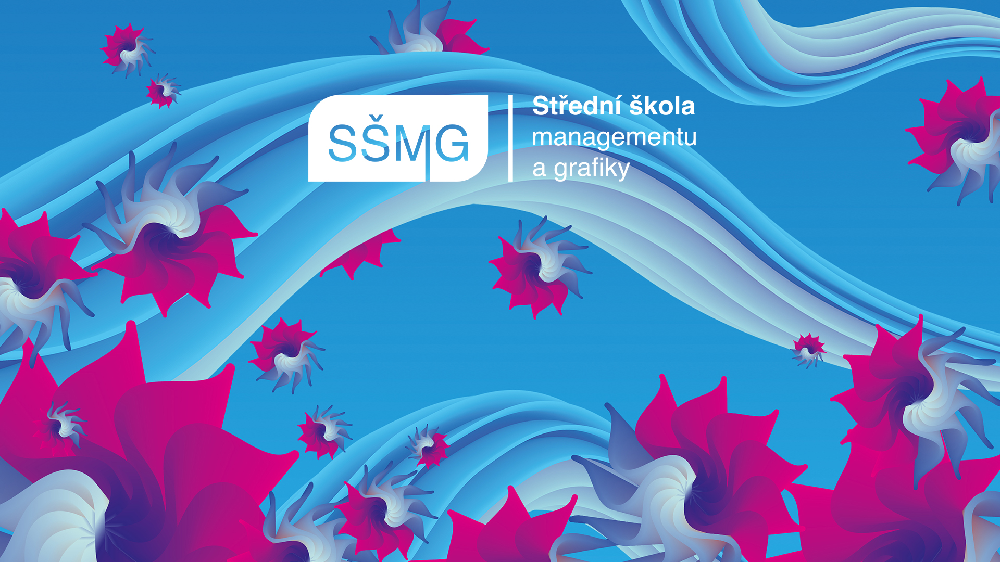 SŠMG
Střední škola
managementu
a grafiky